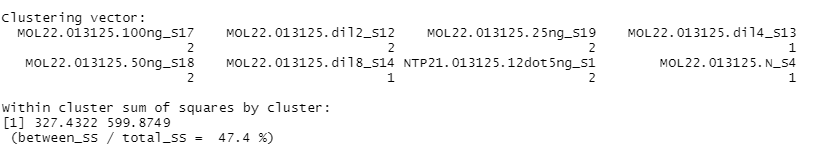 Clustering vector:
MOL22.013125.100ng_S17 MOL22.013125.dil2_S12 MOL22.013125.25ng_S19 MOL22.013125.dil4_S13
2 2 2 1
MOL22.013125.50ng_S18 MOL22.013125.dil8_S14 NTP21.013125.12dot5ng_S1 MOL22.013125.N_S4
2 1 2 1
Within cluster sum of squares by cluster:
[1] 327.4322 599.8749
(between_SS / total_SS =  47.4 %)